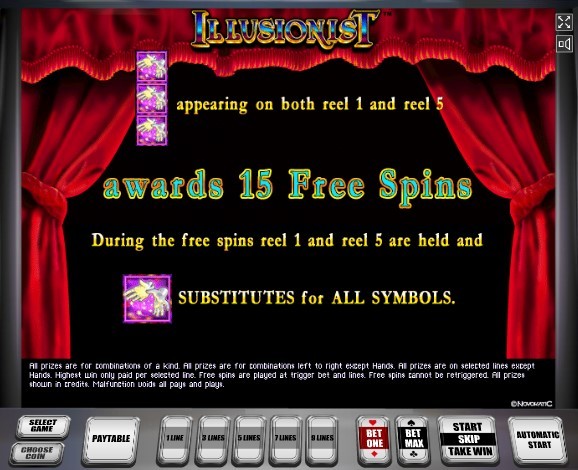 ILLUSIONIST
appearing on both reel 1 and reel 5
awards 15 Free Spins
During the free spins reel 1 and reel 5 are held and
SUBSTITUTES for ALL SYMBOLS.
All prizes are for combinations of a kind. All prizes are for combinations left to right except Hands. All prizes are on selected lines except
Hands. Highest win only paid per selected line. Free spins are played at trigger bet and lines. Free spins cannot be retriggered. All prizes
shown in credits. Malfunction voids all pays and plays.
©NOVOMATIC
SELECT
GAME
CHOOSE
COIN
PAYTABLE
1 LINE
3 LINES
5 LINES
7 LINES
BET
ONE
BET
MAX
START
SKIP
TAKE WIN
AUTOMATIC
START